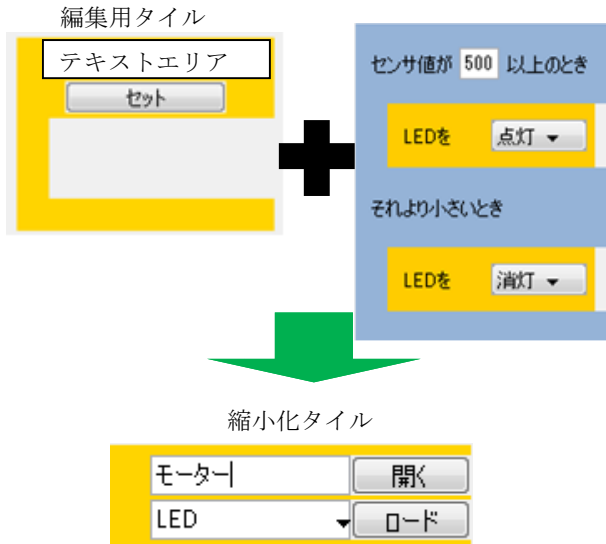 編集用タイル
テキストエリア
セット
センサ値が 500 以上のとき
LEDを 点灯
それより小さいとき
LEDを 消灯
縮小化タイル
モーター 開く
LED ロード